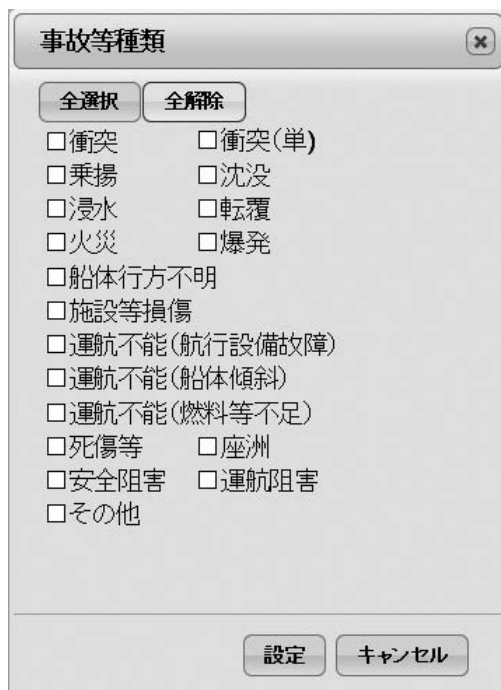 事故等種類
全選択 全解除
□衝突 □衝突(単)
□乗揚 □沈没
□浸水 □転覆
□火災 □爆発
□船体行方不明
□施設等損傷
□運航不能(航行設備故障)
□運航不能(船体傾斜)
□運航不能(燃料等不足)
□死傷等 □座洲
□安全阻害 □運航阻害
□その他
設定 キャンセル